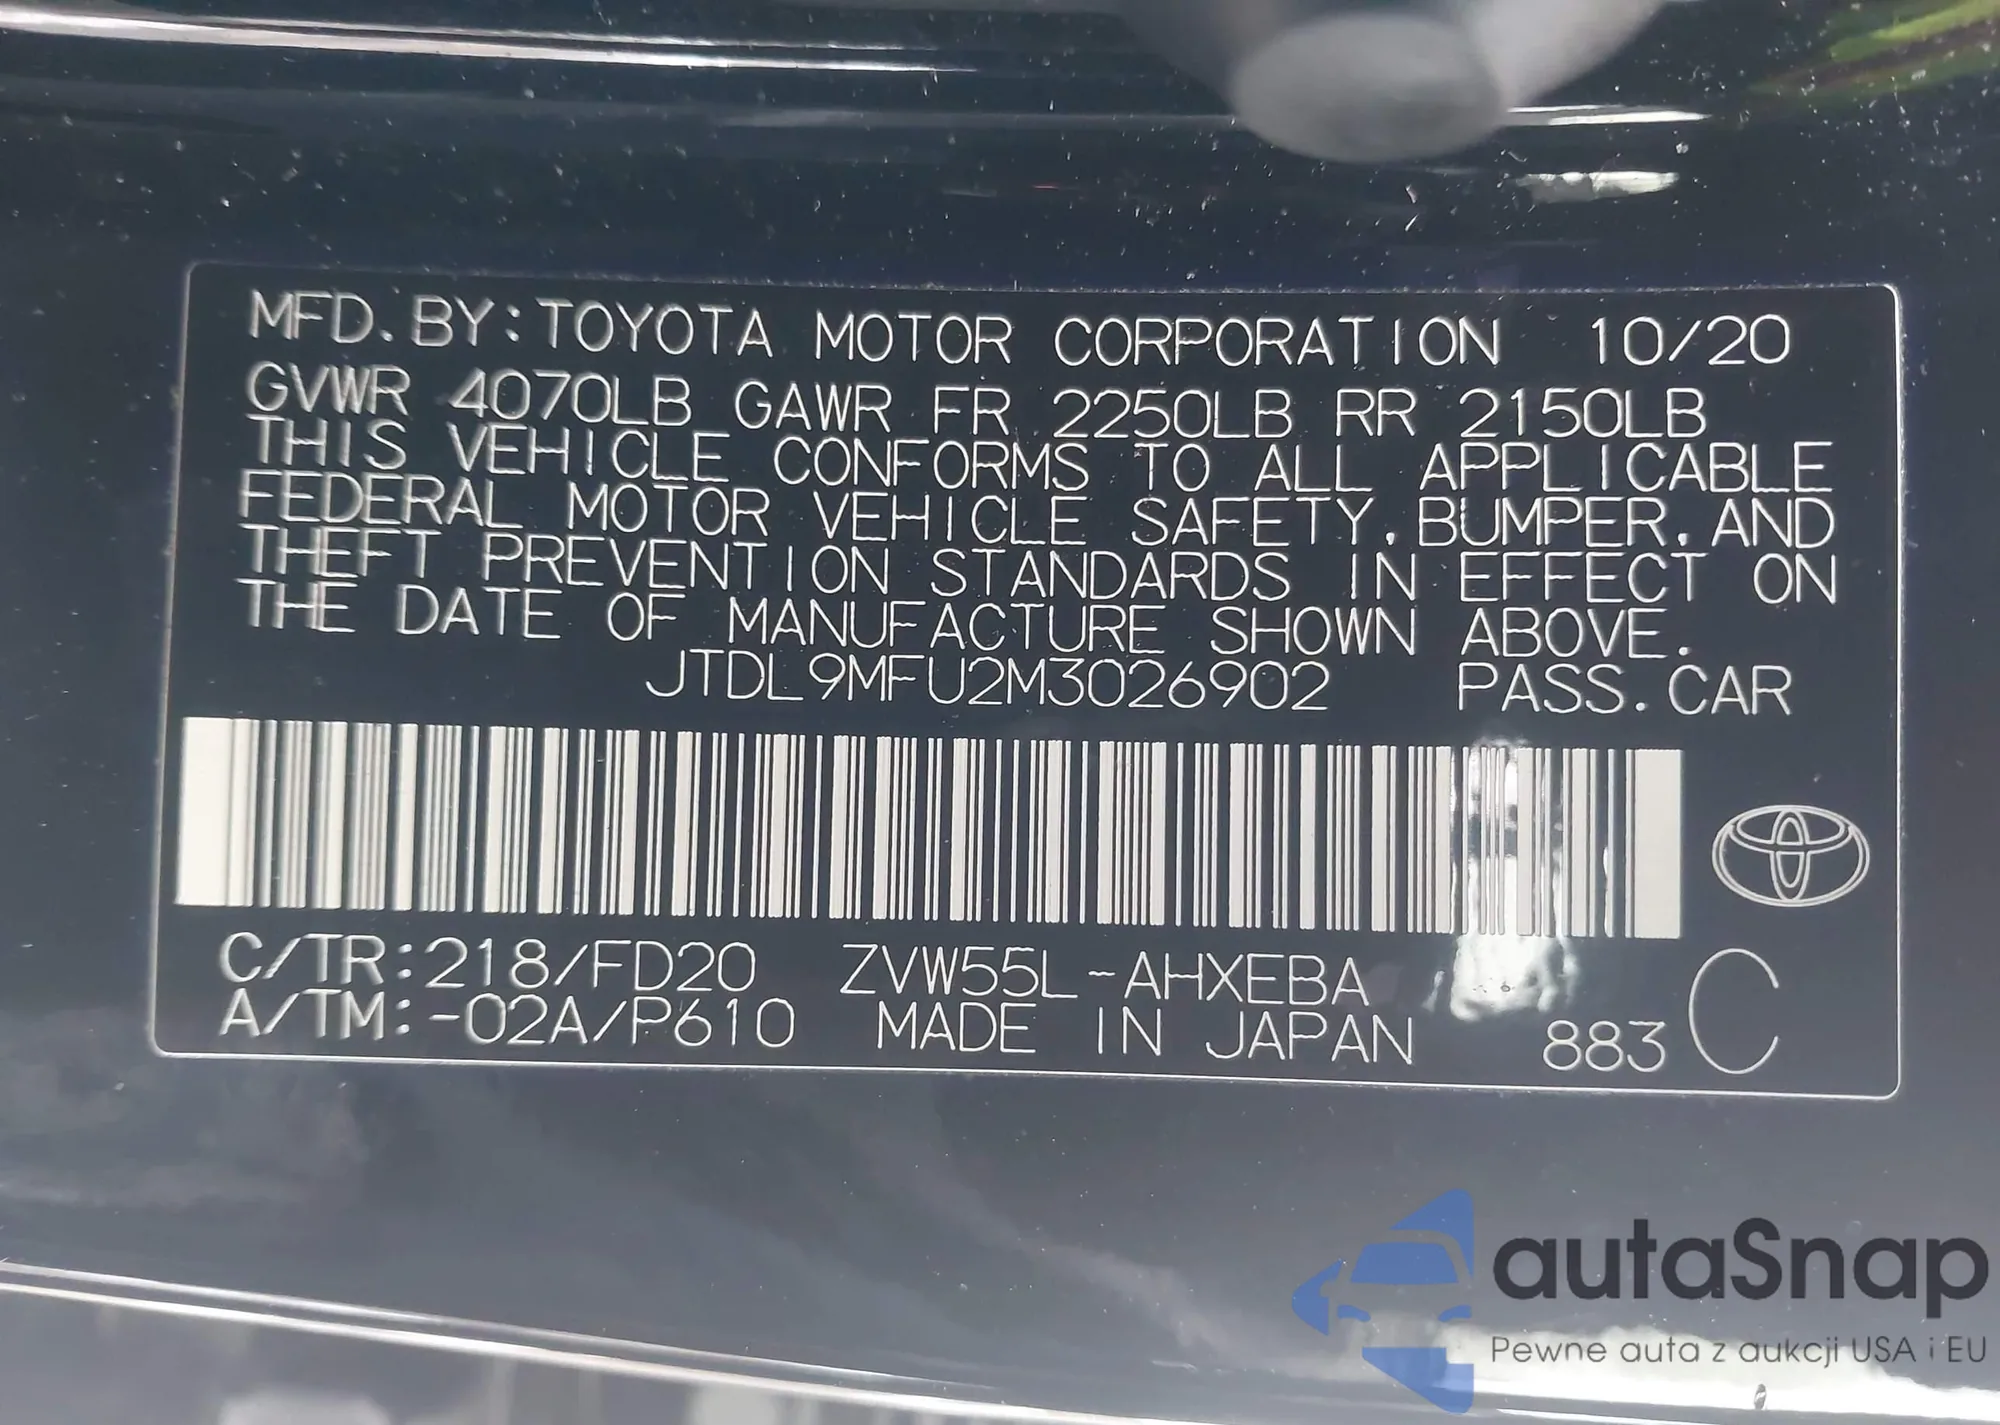 MFD. BY: TOYOTA MOTOR CORPORATION 10/20
GVWR 4070LB GAWR FR 2250LB RR 2150LB
THIS VEHICLE CONFORMS TO ALL APPLICABLE
FEDERAL MOTOR VEHICLE SAFETY, BUMPER, AND
THEFT PREVENTION STANDARDS IN EFFECT ON
THE DATE OF MANUFACTURE SHOWN ABOVE.
JTDL9MFU2M3026902 PASS. CAR
C/TR:218/FD20 ZVW55L-AHXEBA
A/TM:-02A/P610 MADE IN JAPAN 883 C
autaSnap
Pewne auta z aukcji USA i EU